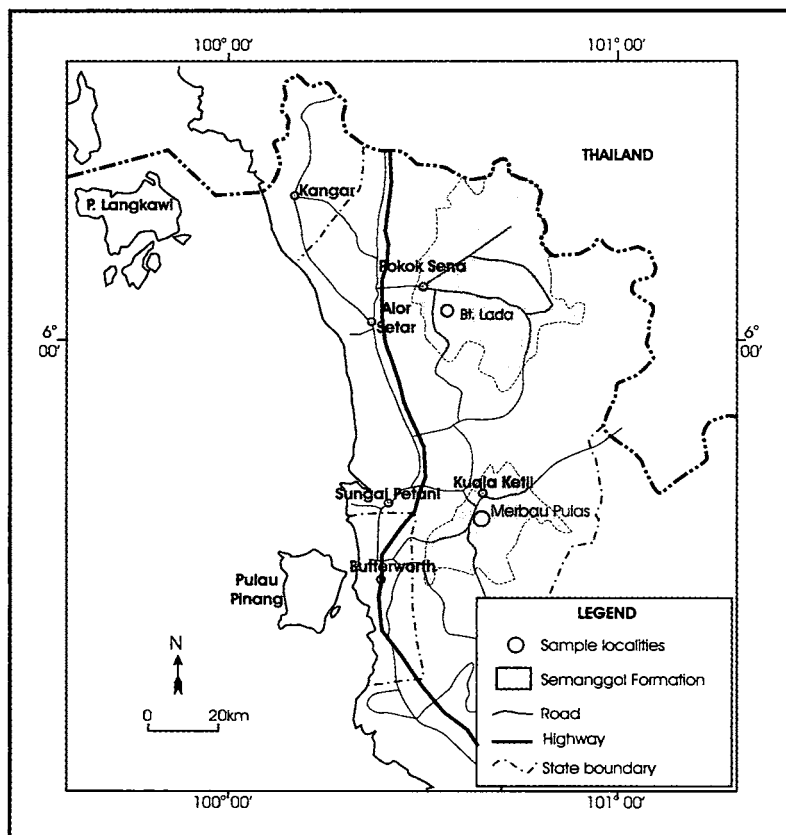 100° 00'
101° 00'
THAILAND
Kangar
P. Langkawi
Pokok Sena
Alor
Setar
Bt. Lada
6°
00'
6°
00'
Kuala Ketil
Sungai Petani
Merbau Pulas
Butterworth
Pulau
Pinang
N
0 20km
LEGEND
Sample localities
Semanggol Formation
Road
Highway
State boundary
100° 00'
101° 00'